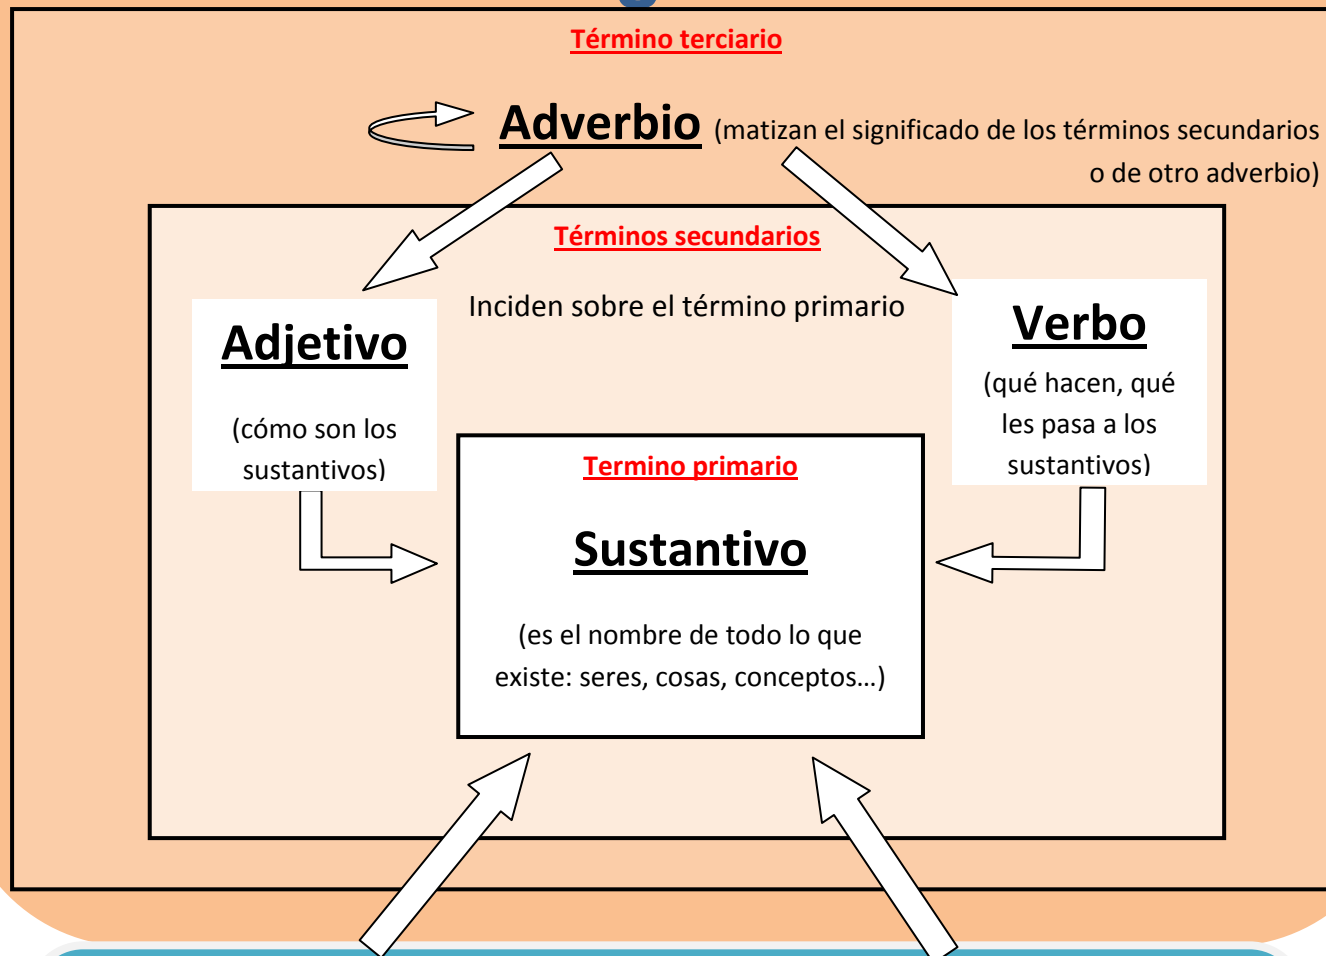 Término terciario
Adverbio (matizan el significado de los términos secundarios
o de otro adverbio)
Términos secundarios
Inciden sobre el término primario
Adjetivo
(cómo son los
sustantivos)
Verbo
(qué hacen, qué
les pasa a los
sustantivos)
Termino primario
Sustantivo
(es el nombre de todo lo que
existe: seres, cosas, conceptos…)